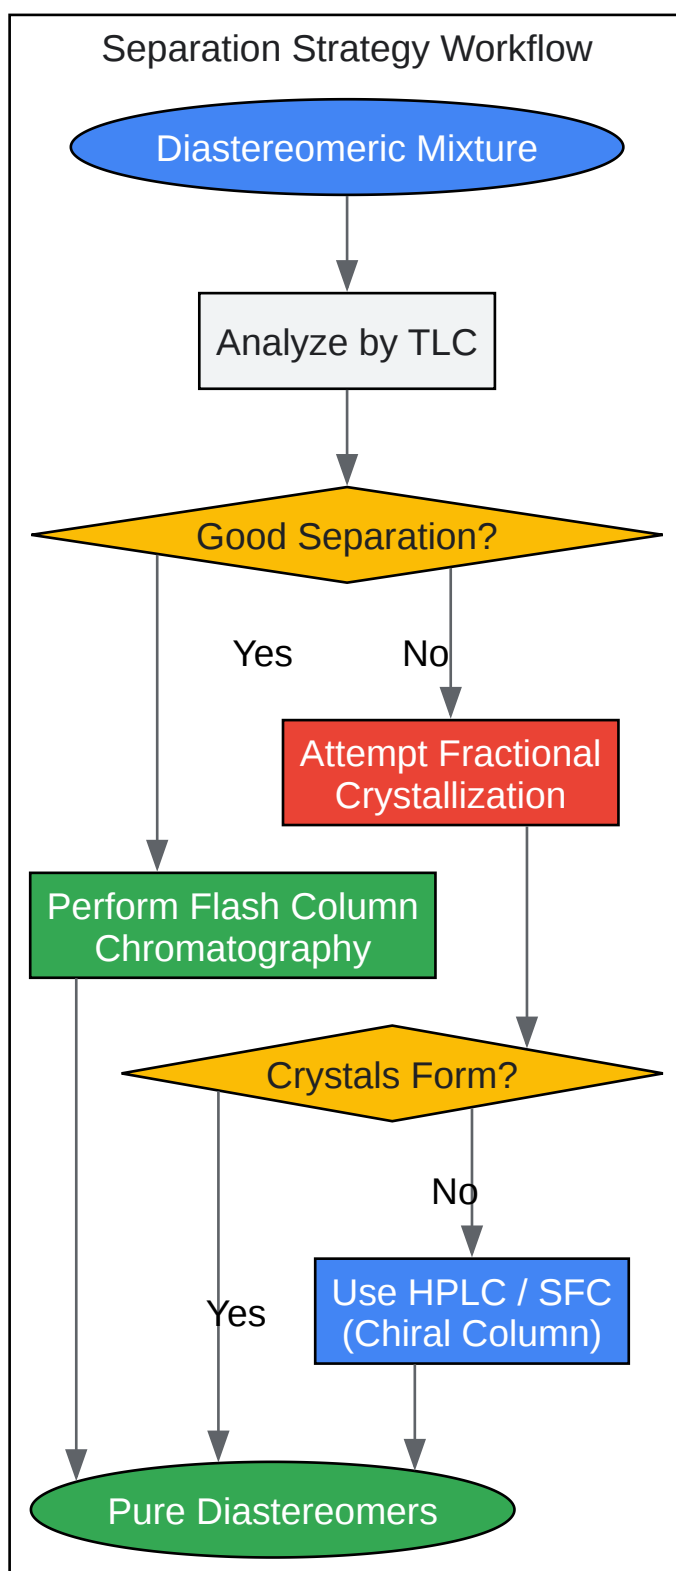 Separation Strategy Workflow
Diastereomeric Mixture
Analyze by TLC
Good Separation?
Yes
No
Attempt Fractional
Crystallization
Perform Flash Column
Chromatography
Crystals Form?
No
Use HPLC / SFC
(Chiral Column)
Yes
Pure Diastereomers